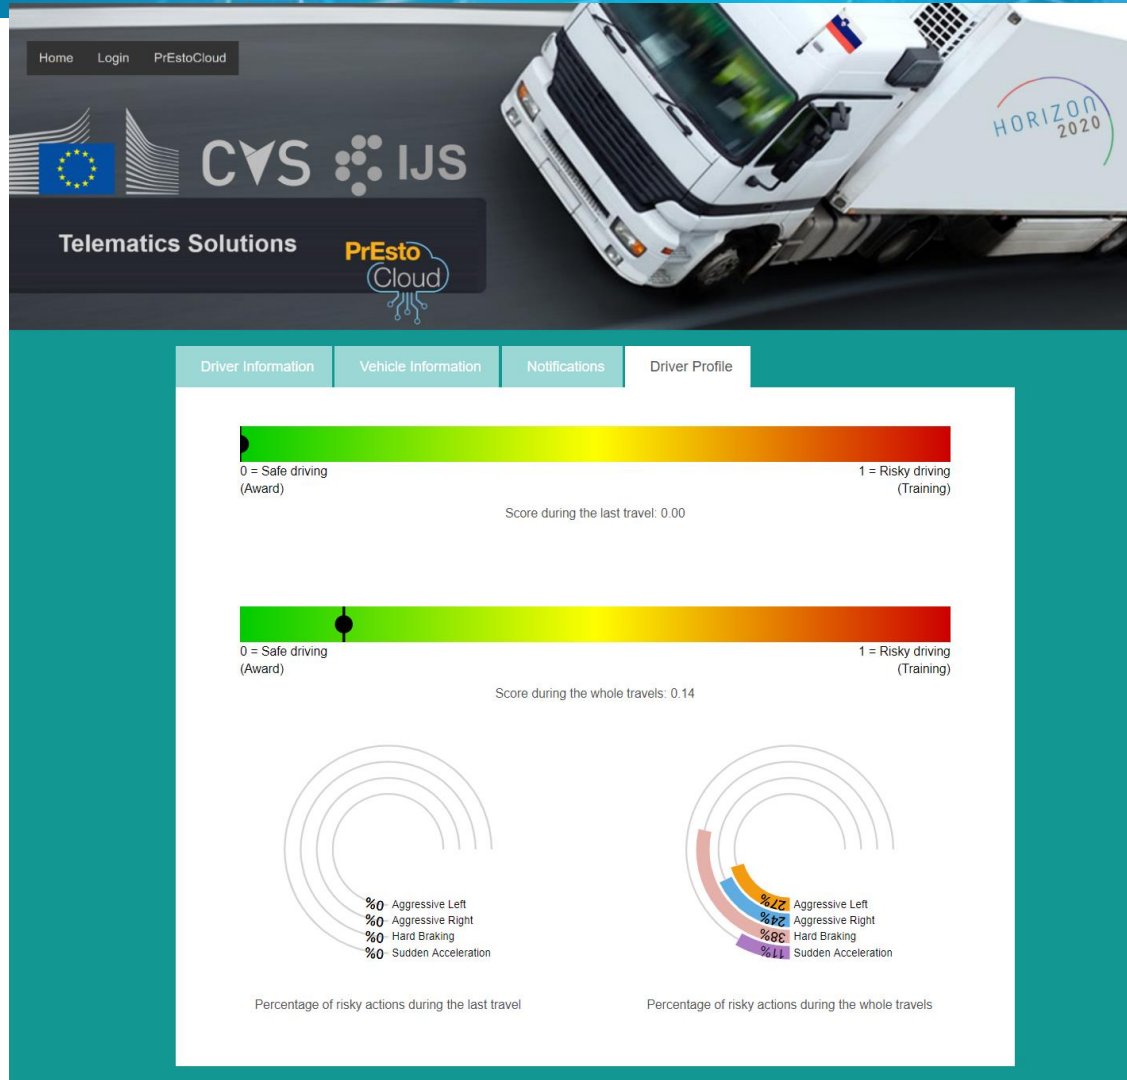 Home Login PrEstoCloud
HORIZON
2020
CVS IJS
Telematics Solutions
PrEsto
Cloud
Driver Information Vehicle Information Notifications Driver Profile
0 = Safe driving 1 = Risky driving
(Award) (Training)
Score during the last travel: 0.00
0 = Safe driving 1 = Risky driving
(Award) (Training)
Score during the whole travels: 0.14
0% Aggressive Left
0% Aggressive Right
0% Hard Braking
0% Sudden Acceleration
Percentage of risky actions during the last travel
27% Aggressive Left
24% Aggressive Right
38% Hard Braking
11% Sudden Acceleration
Percentage of risky actions during the whole travels